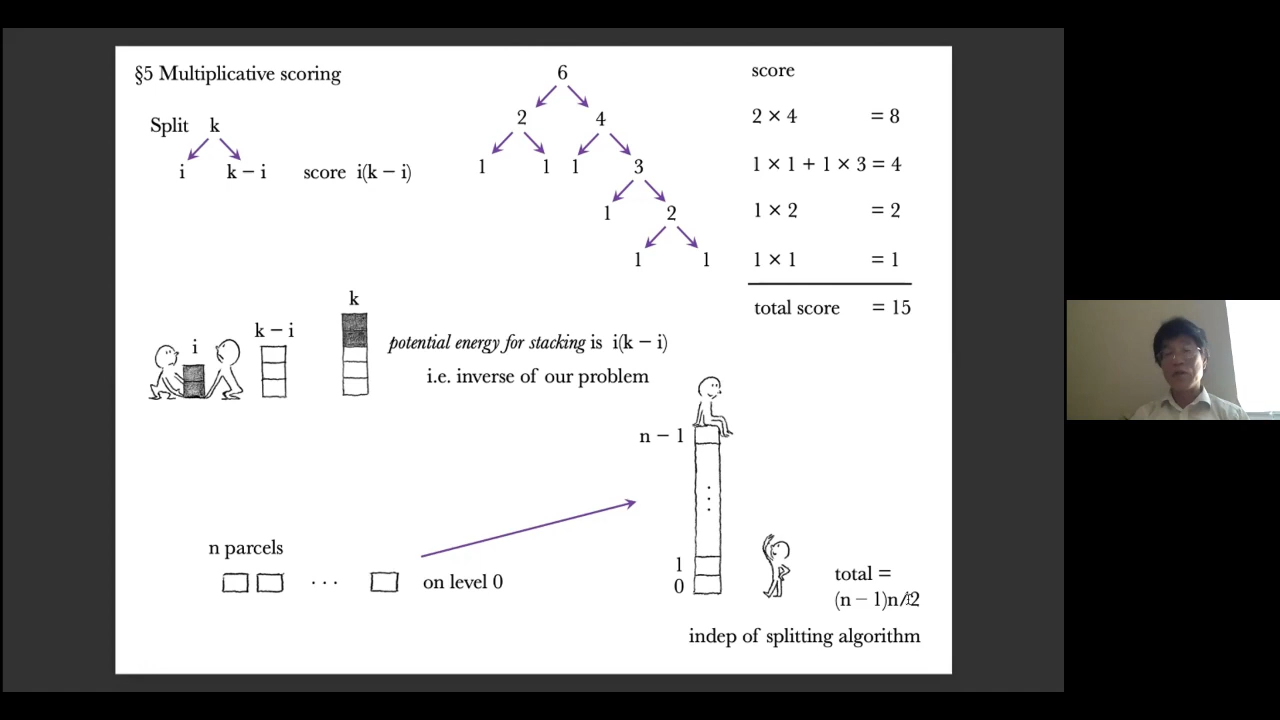 §5 Multiplicative scoring
Split k
i k − i score i(k − i)
6
2 4
1 1 1 3
1 2
1 1
score
2 × 4 = 8
1 × 1 + 1 × 3 = 4
1 × 2 = 2
1 × 1 = 1
total score = 15
i
k − i
k
potential energy for stacking is i(k − i)
i.e. inverse of our problem
n parcels
· · ·
on level 0
n − 1
⋮
1
0
total =
(n − 1)n/2
indep of splitting algorithm